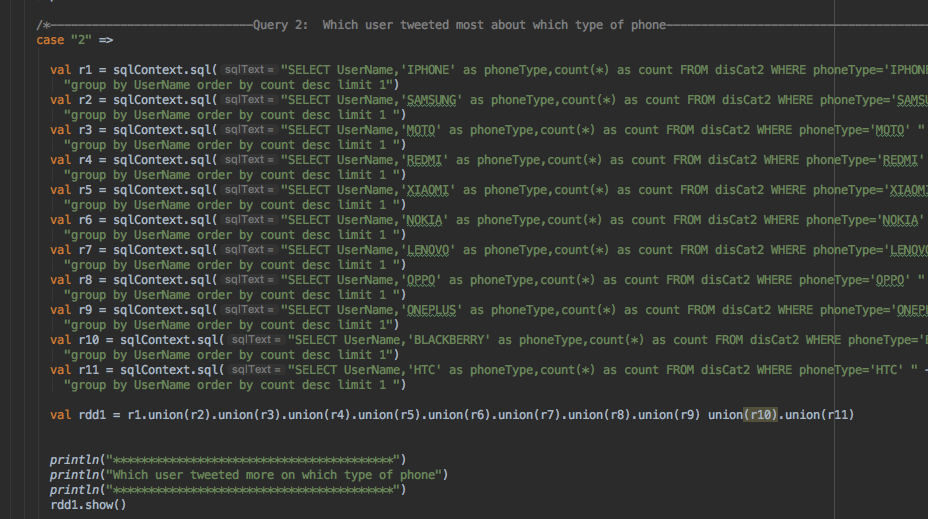 /*—————————————Query 2:  Which user tweeted most about which type of phone—————————————
case "2" =>
val r1 = sqlContext.sql( sqlText = "SELECT UserName,'IPHONE' as phoneType,count(*) as count FROM disCat2 WHERE phoneType='IPHONE
"group by UserName order by count desc limit 1")
val r2 = sqlContext.sql( sqlText = "SELECT UserName,'SAMSUNG' as phoneType,count(*) as count FROM disCat2 WHERE phoneType='SAMSU
"group by UserName order by count desc limit 1 ")
val r3 = sqlContext.sql( sqlText = "SELECT UserName,'MOTO' as phoneType,count(*) as count FROM disCat2 WHERE phoneType='MOTO' "
"group by UserName order by count desc limit 1 ")
val r4 = sqlContext.sql( sqlText = "SELECT UserName,'REDMI' as phoneType,count(*) as count FROM disCat2 WHERE phoneType='REDMI'
"group by UserName order by count desc limit 1 ")
val r5 = sqlContext.sql( sqlText = "SELECT UserName,'XIAOMI' as phoneType,count(*) as count FROM disCat2 WHERE phoneType='XIAOMI
"group by UserName order by count desc limit 1 ")
val r6 = sqlContext.sql( sqlText = "SELECT UserName,'NOKIA' as phoneType,count(*) as count FROM disCat2 WHERE phoneType='NOKIA'
"group by UserName order by count desc limit 1 ")
val r7 = sqlContext.sql( sqlText = "SELECT UserName,'LENOVO' as phoneType,count(*) as count FROM disCat2 WHERE phoneType='LENOVO
"group by UserName order by count desc limit 1 ")
val r8 = sqlContext.sql( sqlText = "SELECT UserName,'OPPO' as phoneType,count(*) as count FROM disCat2 WHERE phoneType='OPPO' "
"group by UserName order by count desc limit 1 ")
val r9 = sqlContext.sql( sqlText = "SELECT UserName,'ONEPLUS' as phoneType,count(*) as count FROM disCat2 WHERE phoneType='ONEPL
"group by UserName order by count desc limit 1")
val r10 = sqlContext.sql( sqlText = "SELECT UserName,'BLACKBERRY' as phoneType,count(*) as count FROM disCat2 WHERE phoneType='B
"group by UserName order by count desc limit 1")
val r11 = sqlContext.sql( sqlText = "SELECT UserName,'HTC' as phoneType,count(*) as count FROM disCat2 WHERE phoneType='HTC' " +
"group by UserName order by count desc limit 1 ")
val rdd1 = r1.union(r2).union(r3).union(r4).union(r5).union(r6).union(r7).union(r8).union(r9) union(r10).union(r11)
println("****************************************")
println("Which user tweeted more on which type of phone")
println("****************************************")
rdd1.show()